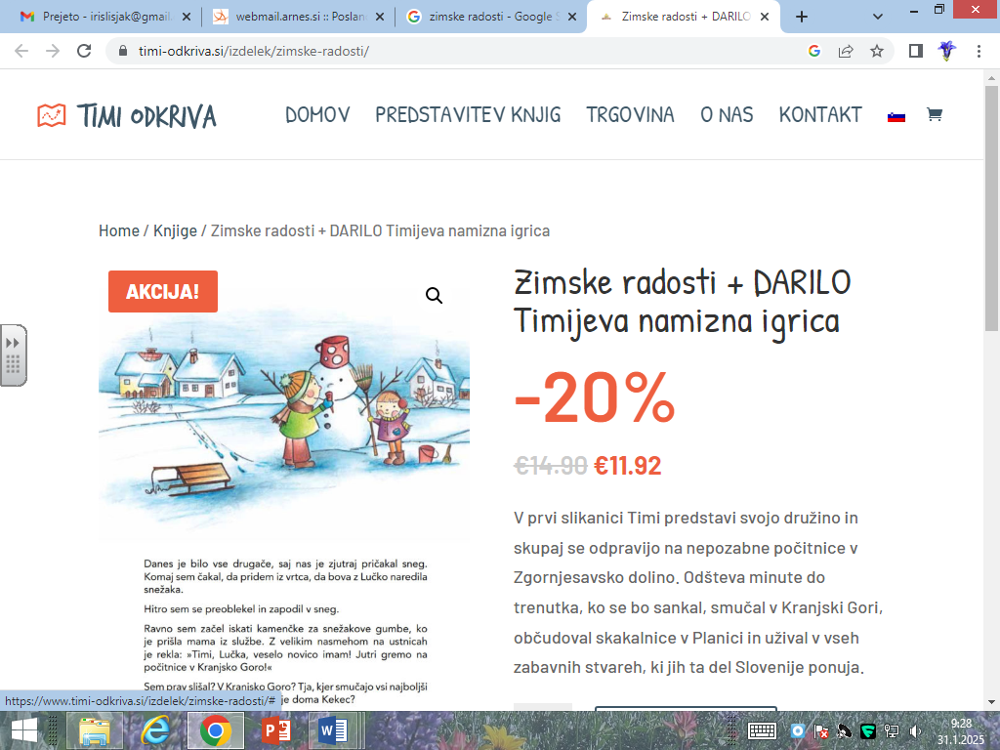 Prejeto - irislisjak@gmail.
webmail.arnes.si :: Poslan
zimske radosti - Google S
Zimske radosti + DARILO
timi-odkriva.si/izdelek/zimske-radosti/
TIMI ODKRIVA
DOMOV PREDSTAVITEV KNJIG TRGOVINA O NAS KONTAKT
Home / Knjige / Zimske radosti + DARILO Timijeva namizna igrica
AKCIJA!
Zimske radosti + DARILO
Timijeva namizna igrica
-20%
€14.90 €11.92
V prvi slikanici Timi predstavi svojo družino in
skupaj se odpravijo na nepozabne počitnice v
Zgornjesavsko dolino. Odšteva minute do
trenutka, ko se bo sankal, smučal v Kranjski Gori,
občudoval skakalnice v Planici in užival v vseh
zabavnih stvareh, ki jih ta del Slovenije ponuja.
Danes je bilo vse drugače, saj nas je zjutraj pričakal sneg.
Komaj sem čakal, da pridem iz vrtca, da bova z Lučko naredila
snežaka.
Hitro sem se preoblekel in zapodil v sneg.
Ravno sem začel iskati kamenčke za snežakove gumbe, ko
je prišla mama iz službe. Z velikim nasmehom na ustnicah
je rekla: »Timi, Lučka, veselo novico imam! Jutri gremo na
počitnice v Kranjsko Goro!«
Sem prav slišal? V Kranjsko Goro? Tja, kjer smučajo vsi najboljši
je doma Kekec?
https://www.timi-odkriva.si/izdelek/zimske-radosti/#
9:28
31.1.2025